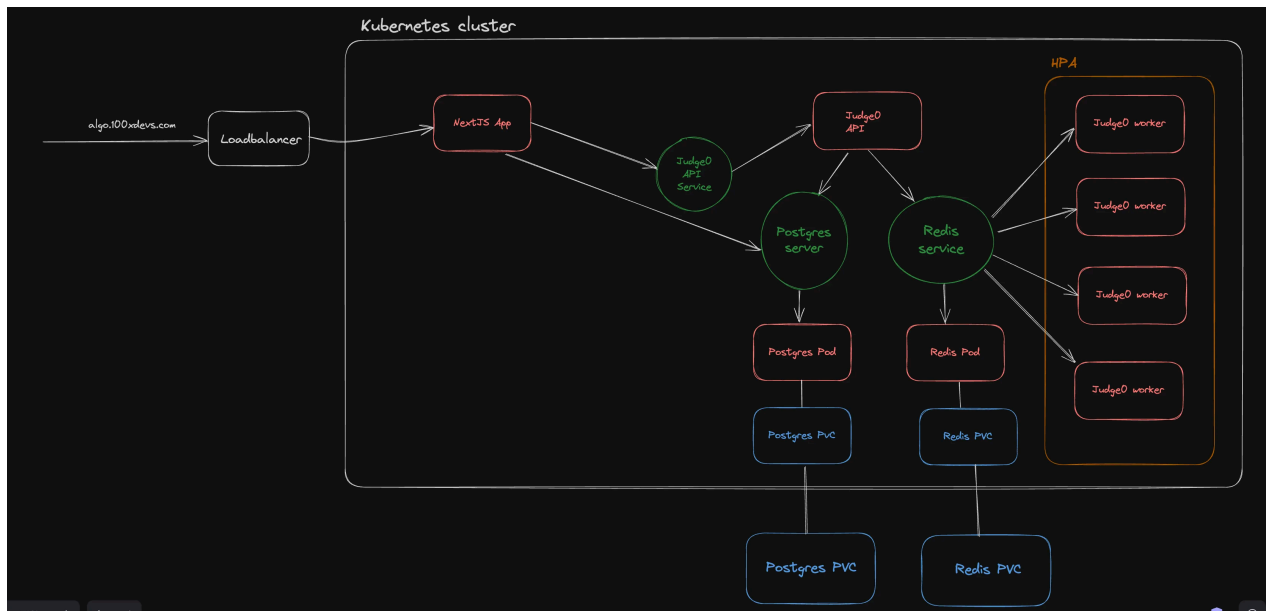 Kubernetes cluster
HPA
algo.100xdevs.com
Loadbalancer
NextJS App
Judge0
API
Service
Judge0
API
Judge0 worker
Judge0 worker
Judge0 worker
Judge0 worker
Postgres
server
Redis
service
Postgres Pod
Redis Pod
Postgres PVC
Redis PVC
Postgres PVC
Redis PVC